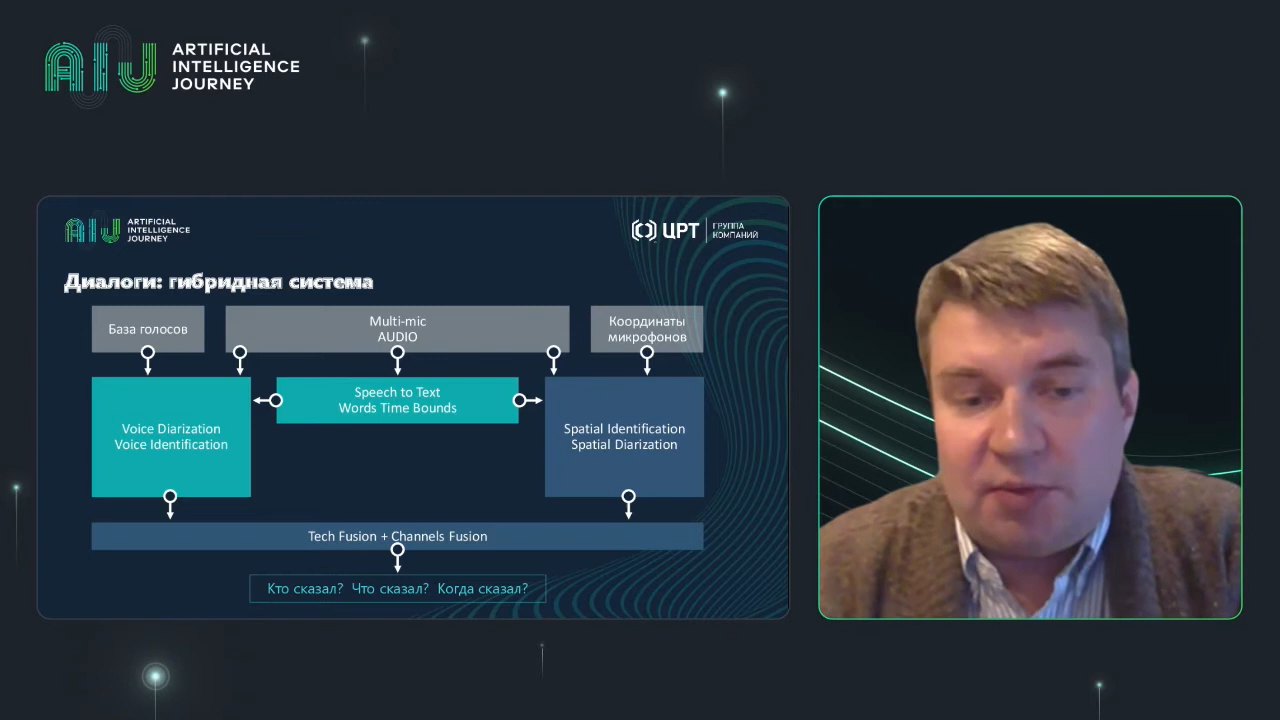 ARTIFICIAL
INTELLIGENCE
JOURNEY
ARTIFICIAL
INTELLIGENCE
JOURNEY
ЦРТ
ГРУППА
КОМПАНИЙ
Диалоги: гибридная система
База голосов
Multi-mic
AUDIO
Координаты
микрофонов
Speech to Text
Words Time Bounds
Voice Diarization
Voice Identification
Spatial Identification
Spatial Diarization
Tech Fusion + Channels Fusion
Кто сказал? Что сказал? Когда сказал?